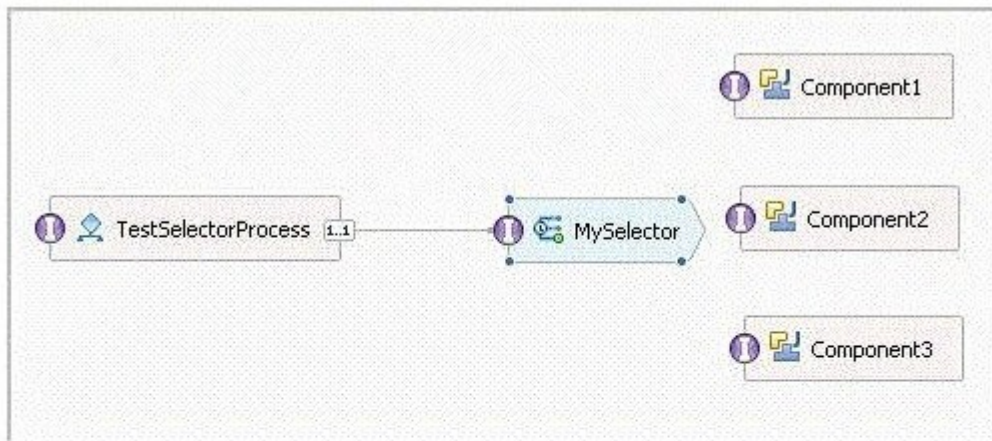 Component1
TestSelectorProcess 1..1
MySelector
Component2
Component3